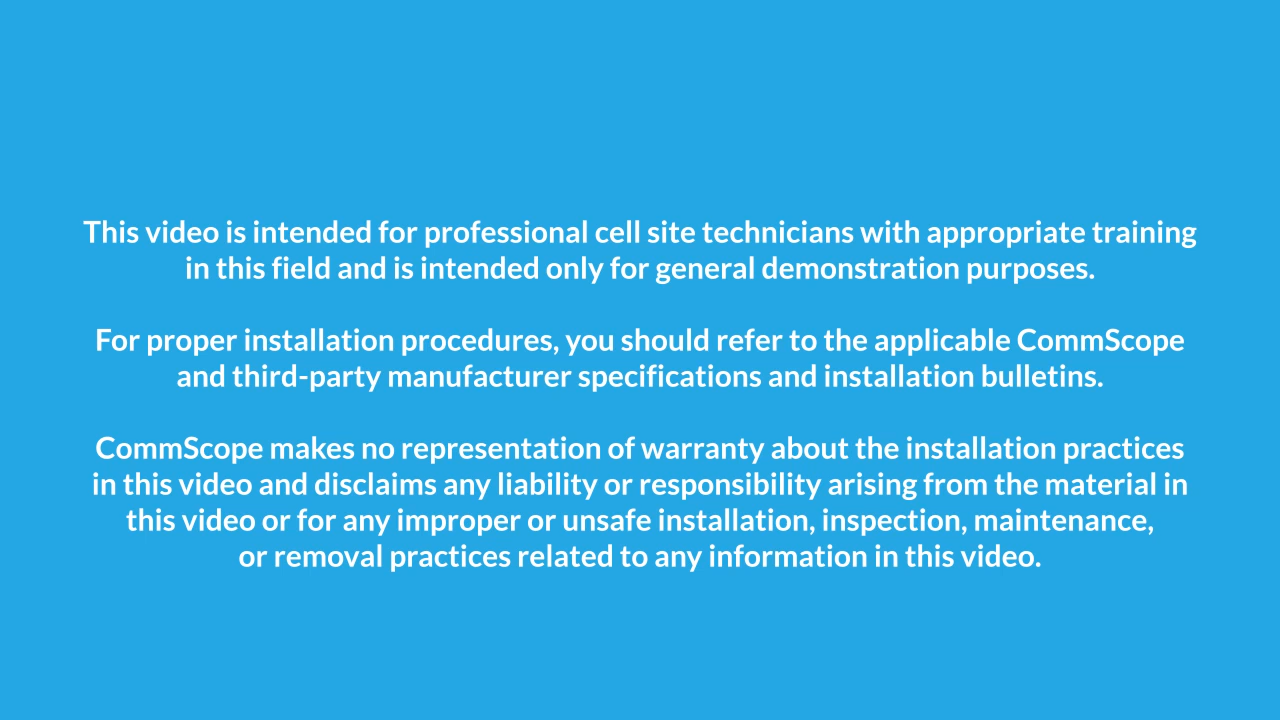 This video is intended for professional cell site technicians with appropriate training
in this field and is intended only for general demonstration purposes.
For proper installation procedures, you should refer to the applicable CommScope
and third-party manufacturer specifications and installation bulletins.
CommScope makes no representation of warranty about the installation practices
in this video and disclaims any liability or responsibility arising from the material in
this video or for any improper or unsafe installation, inspection, maintenance,
or removal practices related to any information in this video.